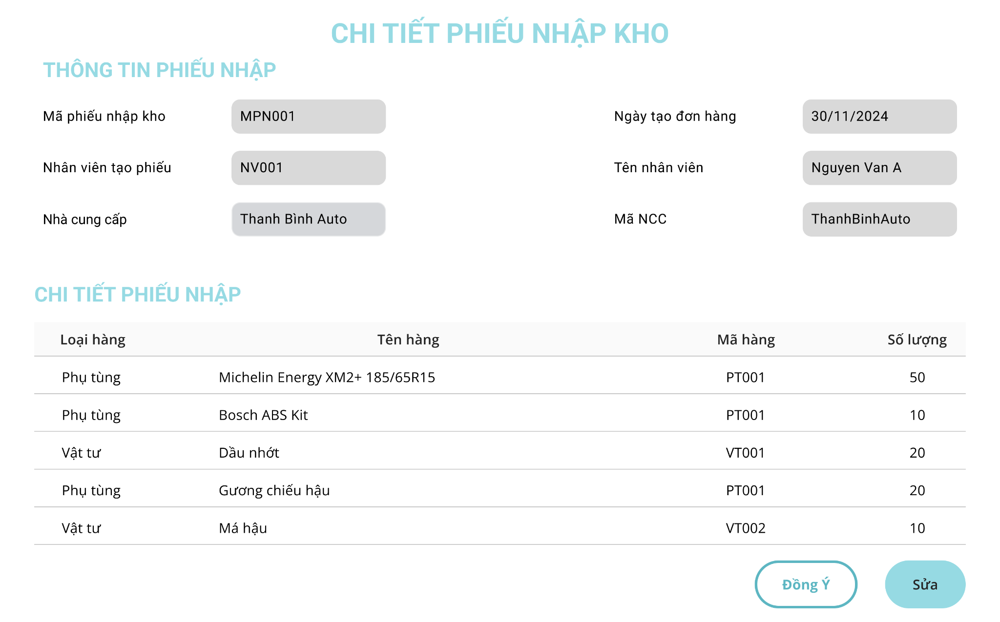 CHI TIẾT PHIẾU NHẬP KHO
THÔNG TIN PHIẾU NHẬP
Mã phiếu nhập kho MPN001 Ngày tạo đơn hàng 30/11/2024
Nhân viên tạo phiếu NV001 Tên nhân viên Nguyen Van A
Nhà cung cấp Thanh Bình Auto Mã NCC ThanhBinhAuto
CHI TIẾT PHIẾU NHẬP
Loại hàng Tên hàng Mã hàng Số lượng
Phụ tùng Michelin Energy XM2+ 185/65R15 PT001 50
Phụ tùng Bosch ABS Kit PT001 10
Vật tư Dầu nhớt VT001 20
Phụ tùng Gương chiếu hậu PT001 20
Vật tư Má hậu VT002 10
Đồng Ý Sửa